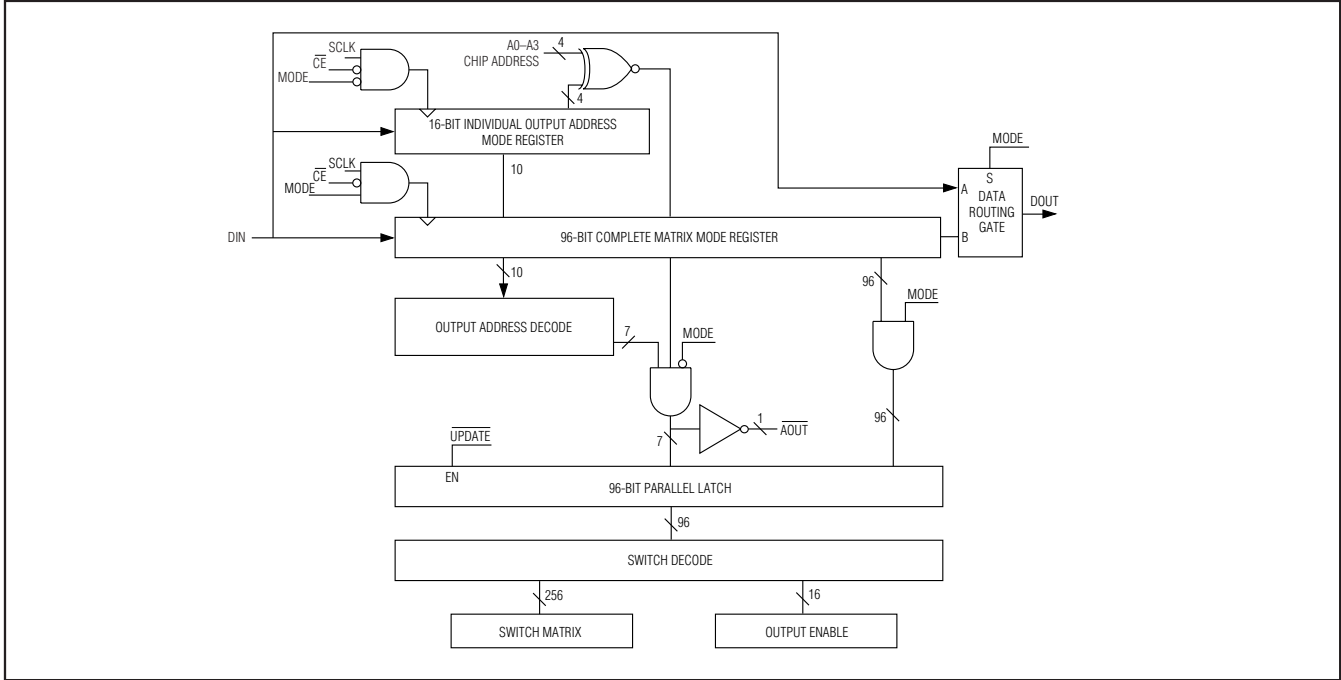 SCLK
CE
MODE
A0–A3
CHIP ADDRESS
4
4
16-BIT INDIVIDUAL OUTPUT ADDRESS
MODE REGISTER
SCLK
CE
MODE
10
MODE
S
A
DATA
ROUTING
GATE
B
DOUT
DIN
96-BIT COMPLETE MATRIX MODE REGISTER
10
96
MODE
OUTPUT ADDRESS DECODE
7
MODE
96
1
AOUT
7
UPDATE
EN
96-BIT PARALLEL LATCH
96
SWITCH DECODE
256
16
SWITCH MATRIX
OUTPUT ENABLE